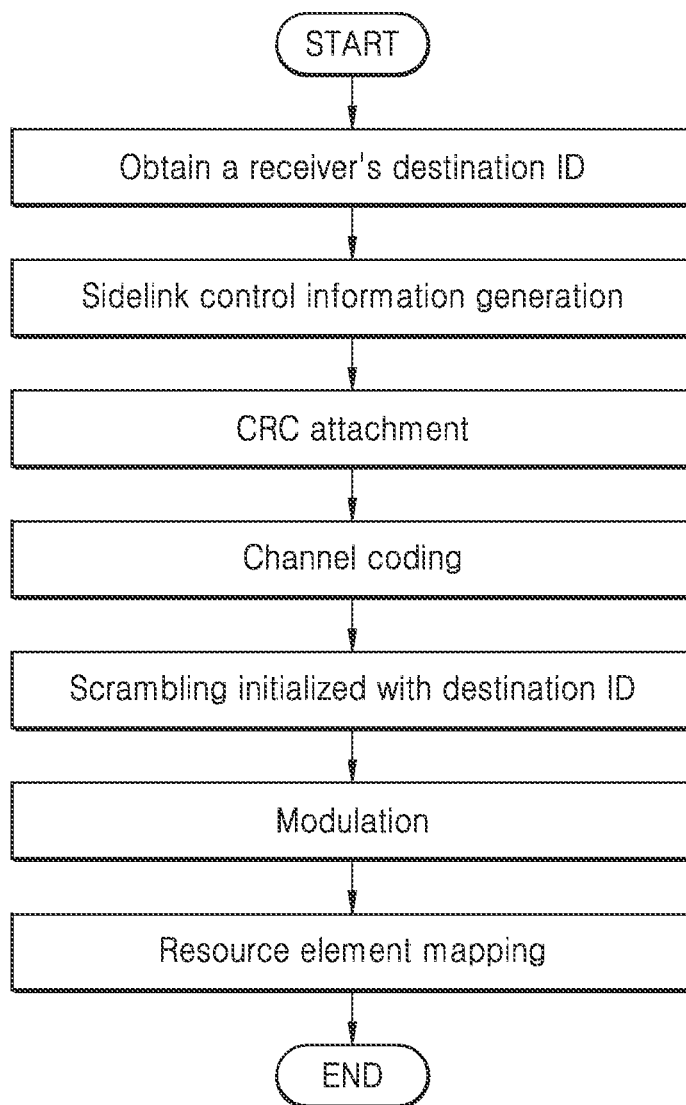 START
Obtain a receiver's destination ID
Sidelink control information generation
CRC attachment
Channel coding
Scrambling initialized with destination ID
Modulation
Resource element mapping
END